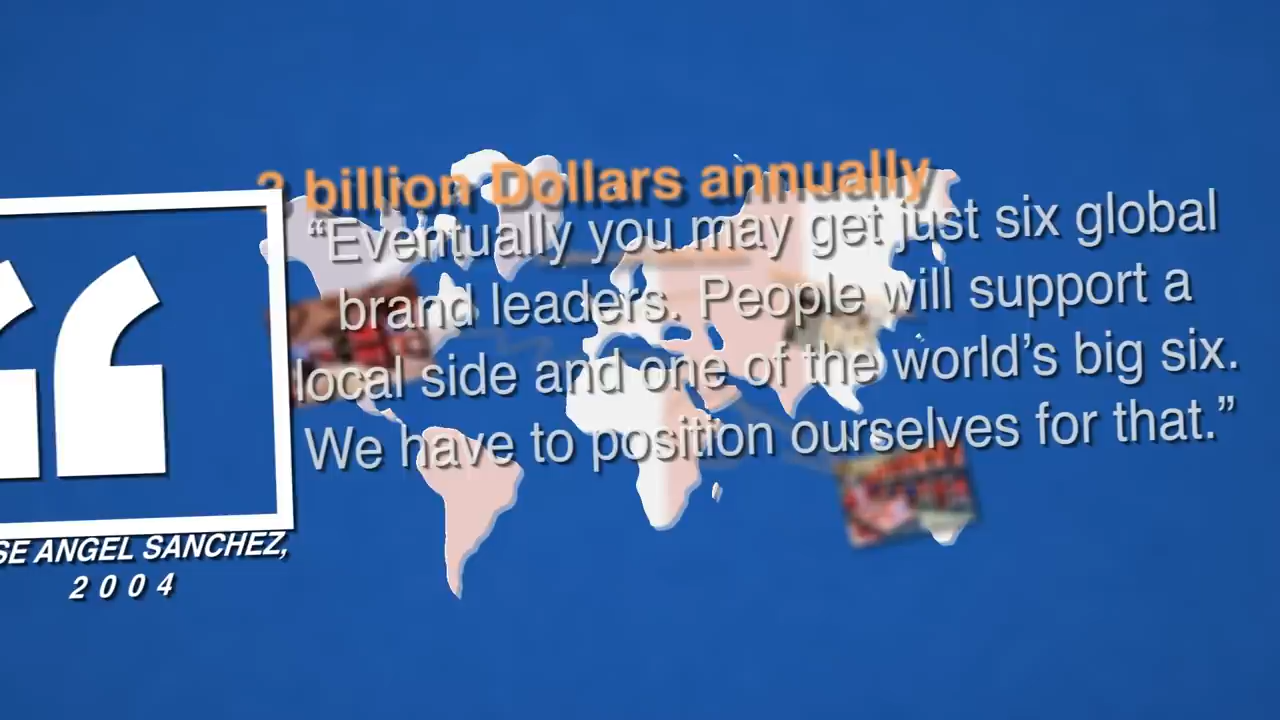 billion Dollars annually
“Eventually you may get just six global
brand leaders. People will support a
local side and one of the world’s big six.
We have to position ourselves for that.”
ANGEL SANCHEZ,
2004